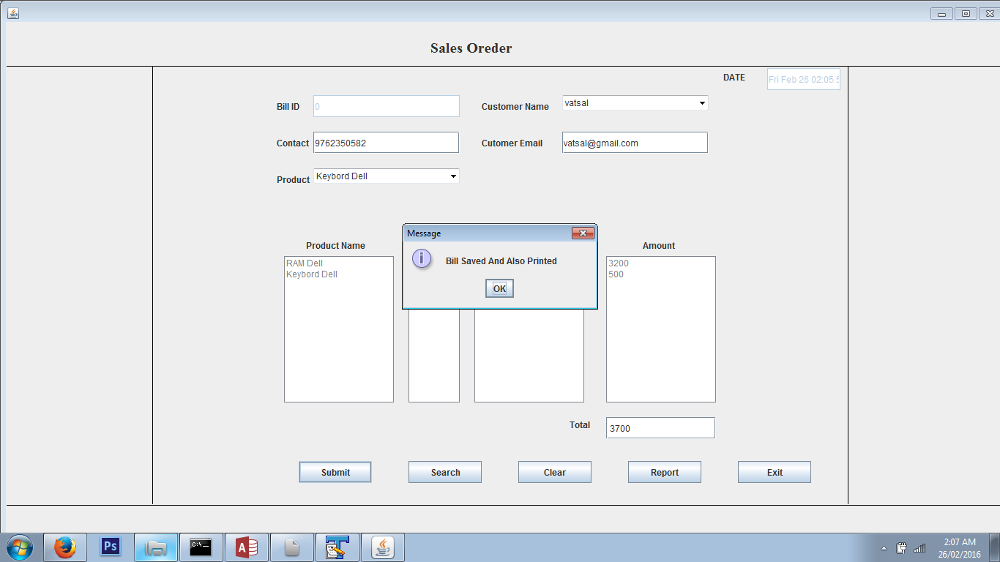 Sales Oreder
DATE
Fri Feb 26 02:05:5
Bill ID
0
Customer Name
vatsal
Contact
9762350582
Cutomer Email
vatsal@gmail.com
Product
Keybord Dell
Message
Bill Saved And Also Printed
OK
Product Name
Amount
RAM Dell
3200
Keybord Dell
500
Total
3700
Submit
Search
Clear
Report
Exit
Ps
C:\
A
2:07 AM
26/02/2016